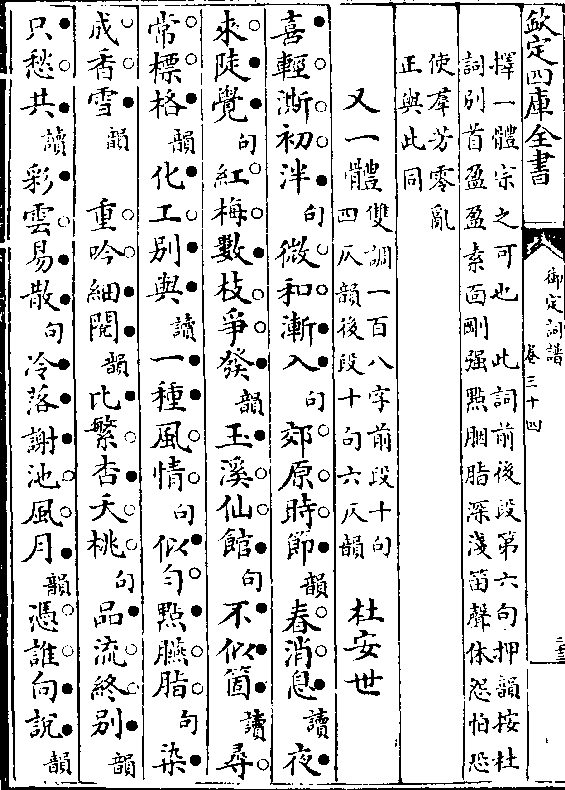 欽定四庫全書
御定詞譜
卷三十四
擇一體宗之可也 此詞前後段第六句押韻按杜
詞別首盈盈素面剛强點胭脂深淺笛聲休怨怕恐
使羣芳零亂
正與此同
又一體 雙調一百八字前段十句
四仄韻後段十句六仄韻 杜安世
喜輕澌初泮句微和漸入句郊原時節韻春消息讀夜
來陡覺句紅梅數枝爭發韻玉溪仙館句不似箇讀尋
常標格韻化工別與讀一種風情句似勻點臙脂句染
成香雪韻 重吟細閱韻比繁杏夭桃句品流終別韻
只愁共讀彩雲易散句冷落謝池風月韻憑誰向說韻